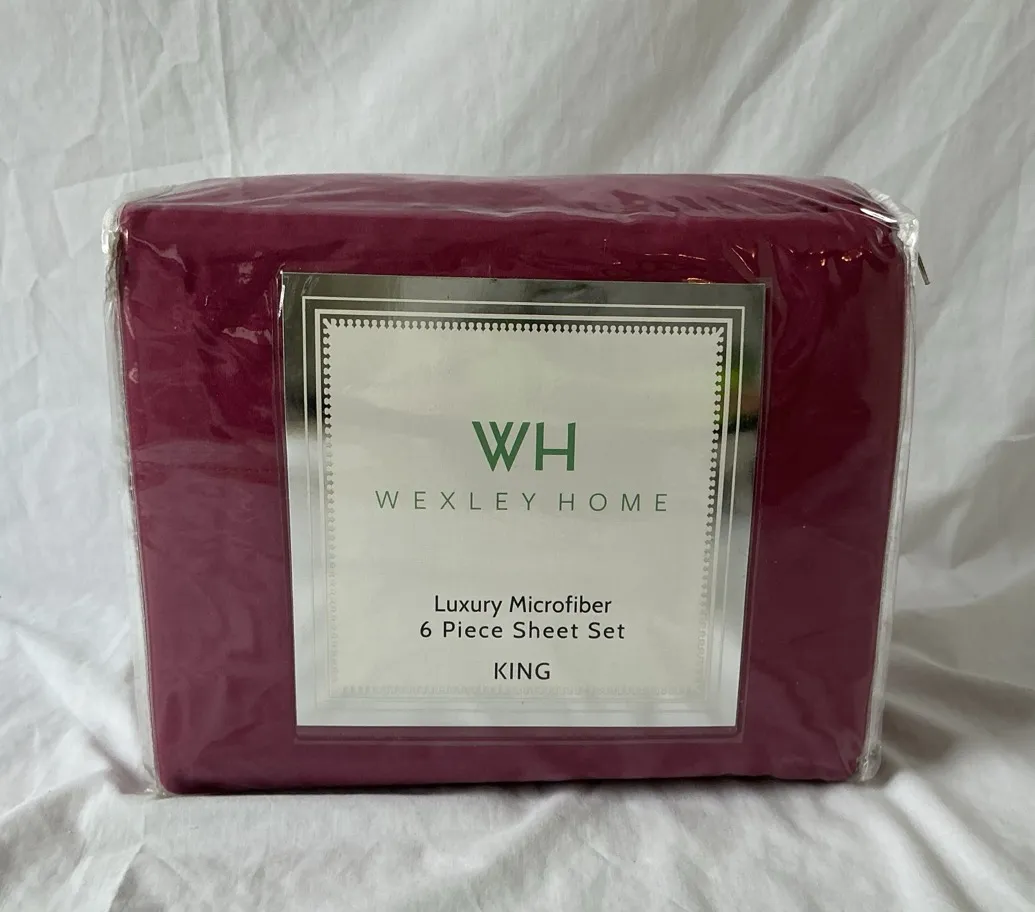 WH
WEXLEY HOME
Luxury Microfiber
6 Piece Sheet Set
KING